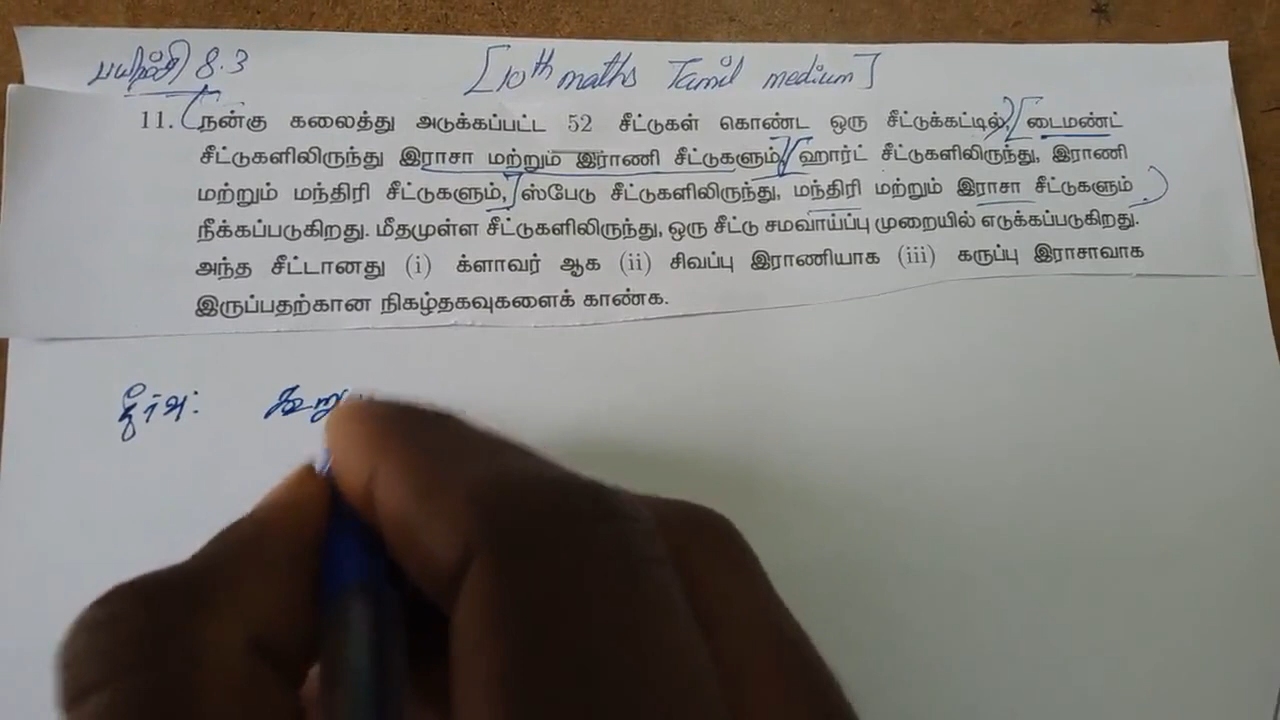 பயிற்சி 8.3 [10th maths Tamil medium]
11. நன்கு கலைத்து அடுக்கப்பட்ட 52 சீட்டுகள் கொண்ட ஒரு சீட்டுக்கட்டில், டைமண்ட்
சீட்டுகளிலிருந்து இராசா மற்றும் இராணி சீட்டுகளும், ஹார்ட் சீட்டுகளிலிருந்து, இராணி
மற்றும் மந்திரி சீட்டுகளும், ஸ்பேடு சீட்டுகளிலிருந்து, மந்திரி மற்றும் இராசா சீட்டுகளும்
நீக்கப்படுகிறது. மீதமுள்ள சீட்டுகளிலிருந்து, ஒரு சீட்டு சமவாய்ப்பு முறையில் எடுக்கப்படுகிறது.
அந்த சீட்டானது (i) க்ளாவர் ஆக (ii) சிவப்பு இராணியாக (iii) கருப்பு இராசாவாக
இருப்பதற்கான நிகழ்தகவுகளைக் காண்க.
தீர்வு: கூறு